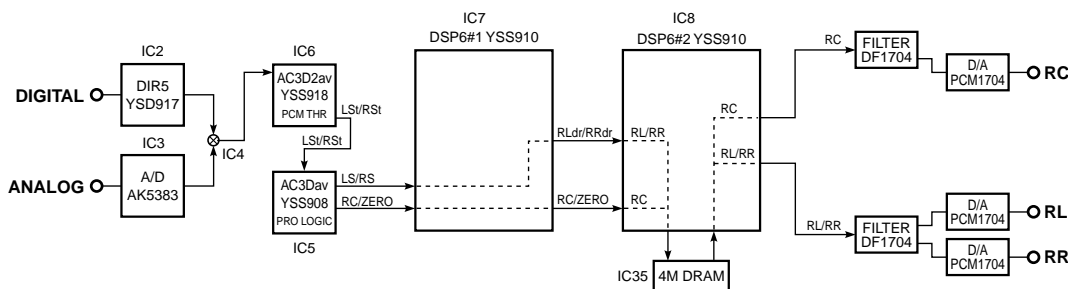 IC2
DIR5
YSD917
DIGITAL
IC3
A/D
AK5383
ANALOG
IC4
IC6
AC3D2av
YSS918
PCM THR
LSt/RSt
LSt/RSt
AC3Dav
YSS908
PRO LOGIC
IC5
LS/RS
RC/ZERO
IC7
DSP6#1 YSS910
RLdr/RRdr
RC/ZERO
IC8
DSP6#2 YSS910
RL/RR
RC
RC
RL/RR
IC35
4M DRAM
RC
FILTER
DF1704
D/A
PCM1704
RC
RL/RR
FILTER
DF1704
D/A
PCM1704
RL
D/A
PCM1704
RR